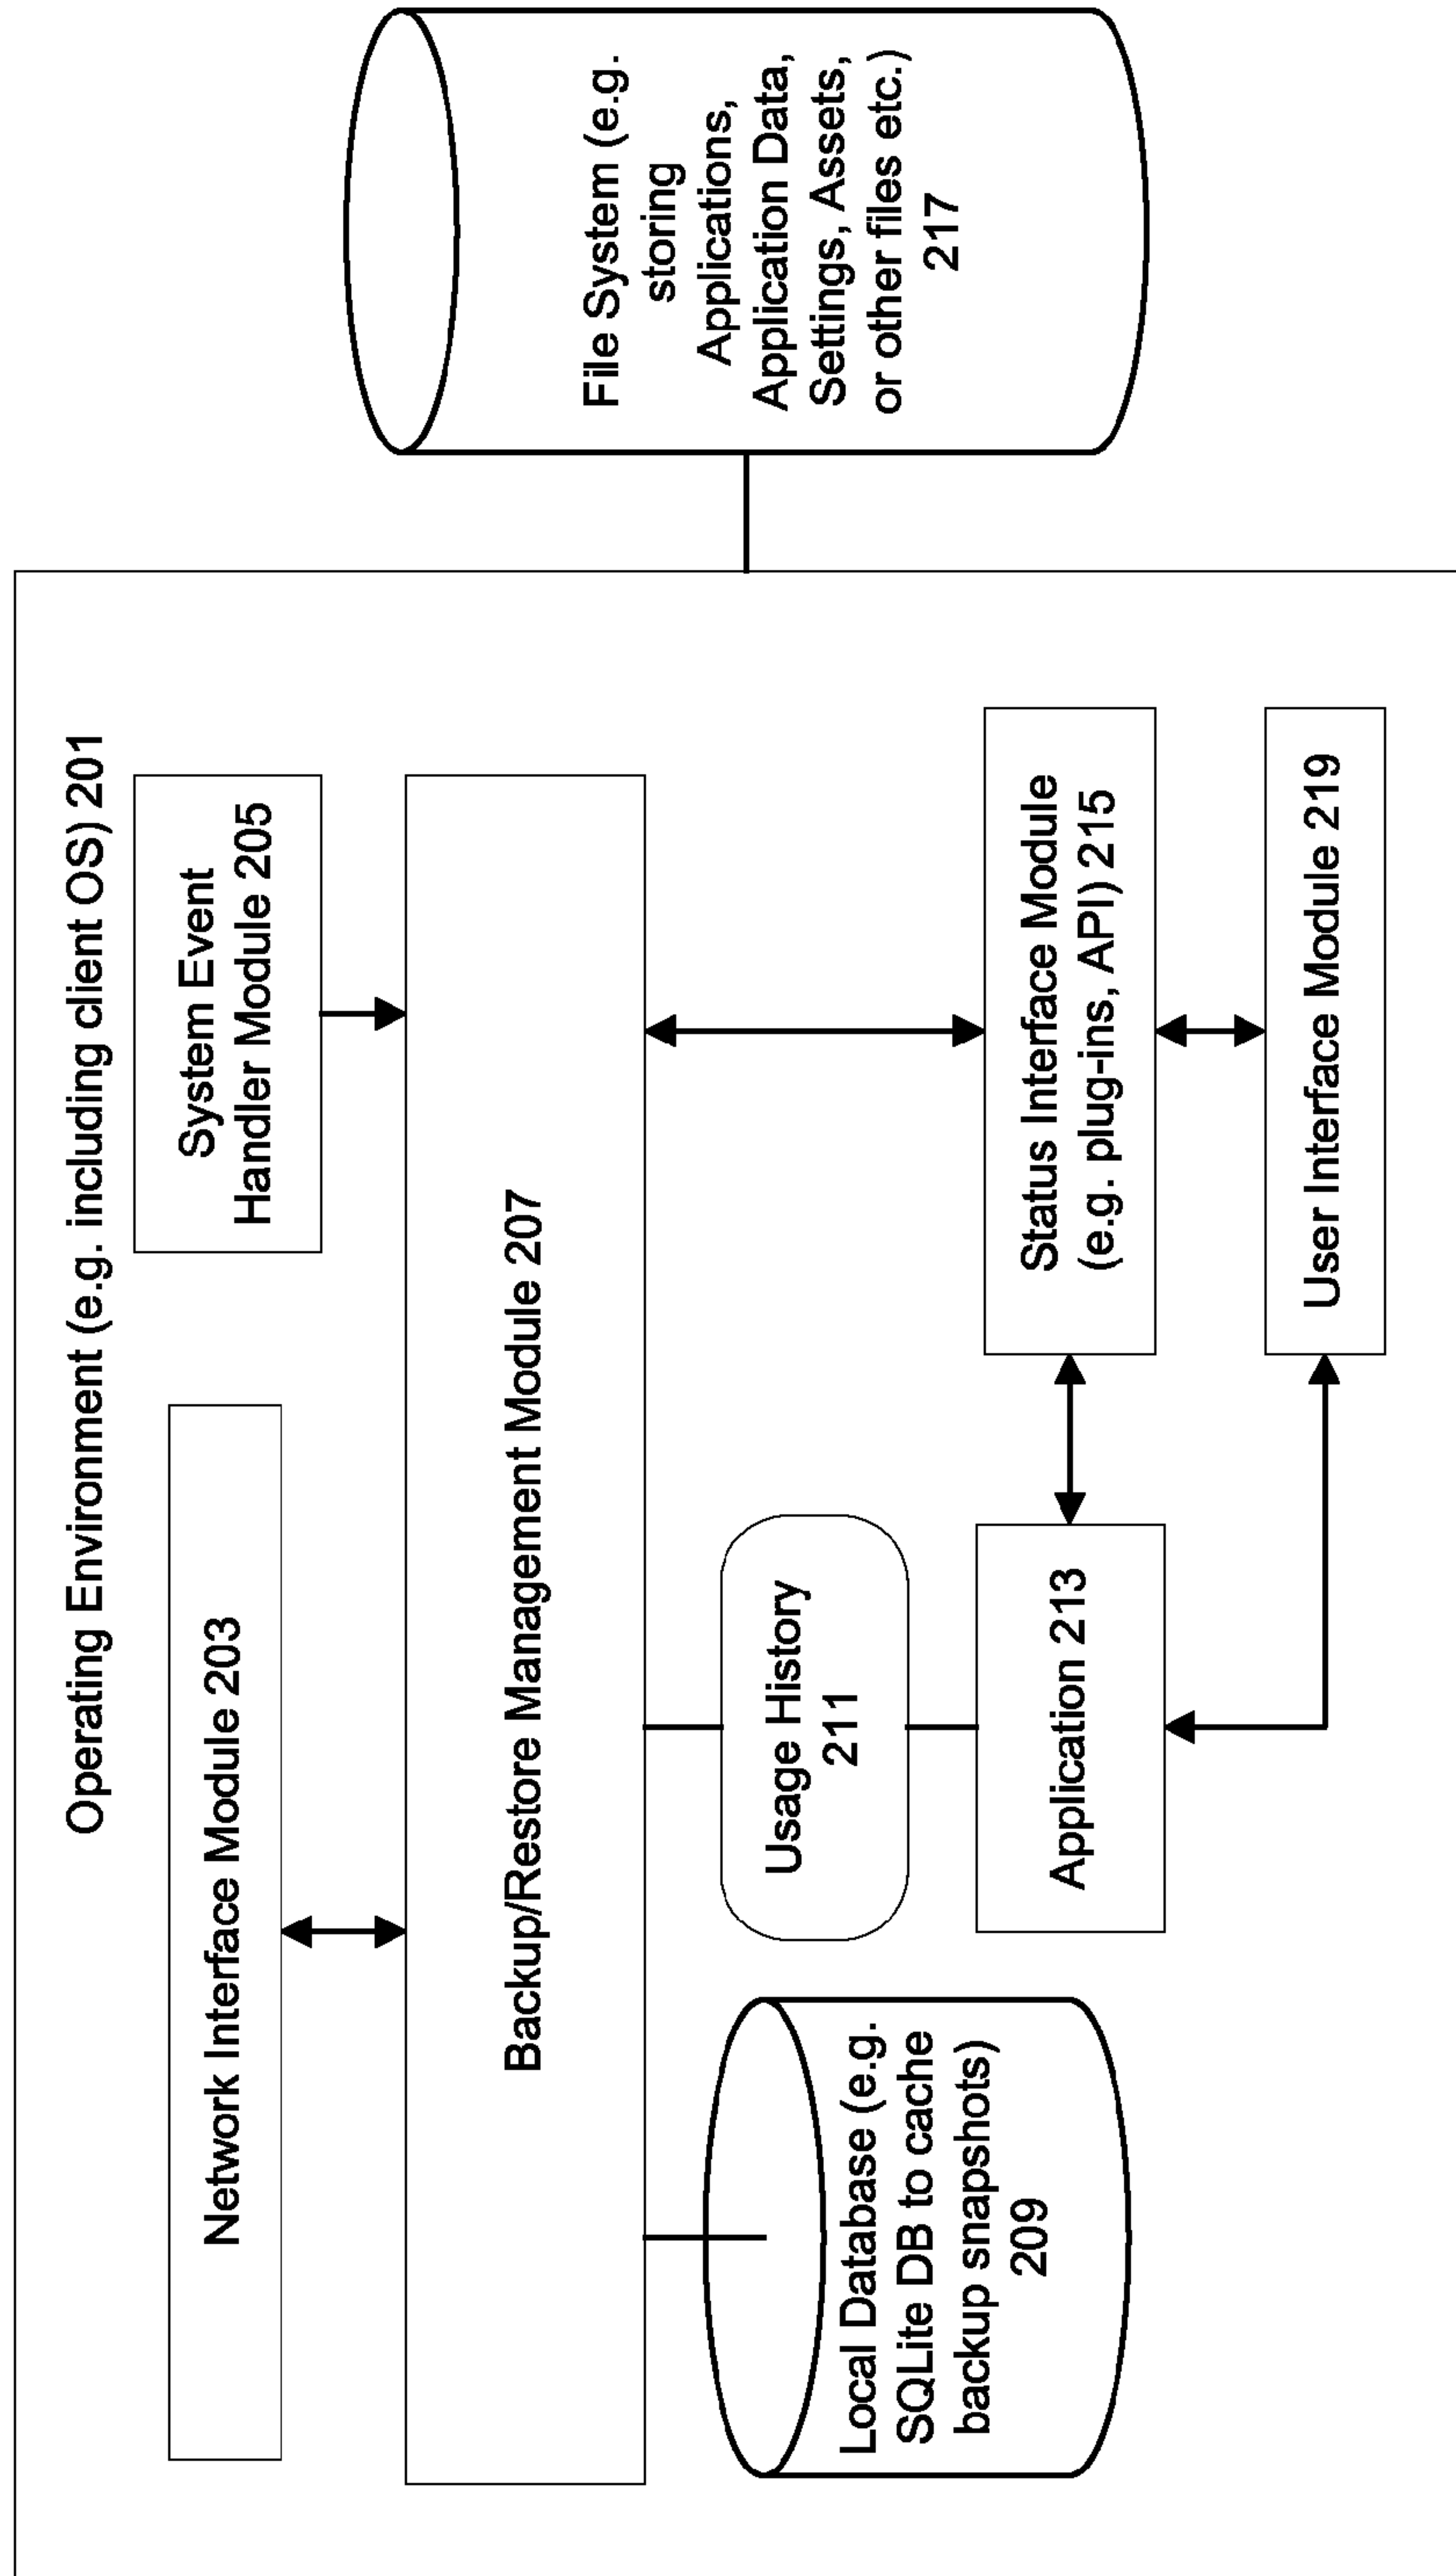 Operating Environment (e.g. including client OS) 201
Network Interface Module 203
System Event
Handler Module 205
Backup/Restore Management Module 207
Local Database (e.g.
SQLite DB to cache
backup snapshots)
209
Usage History
211
Application 213
Status Interface Module
(e.g. plug-ins, API) 215
User Interface Module 219
File System (e.g.
storing
Applications,
Application Data,
Settings, Assets,
or other files etc.)
217